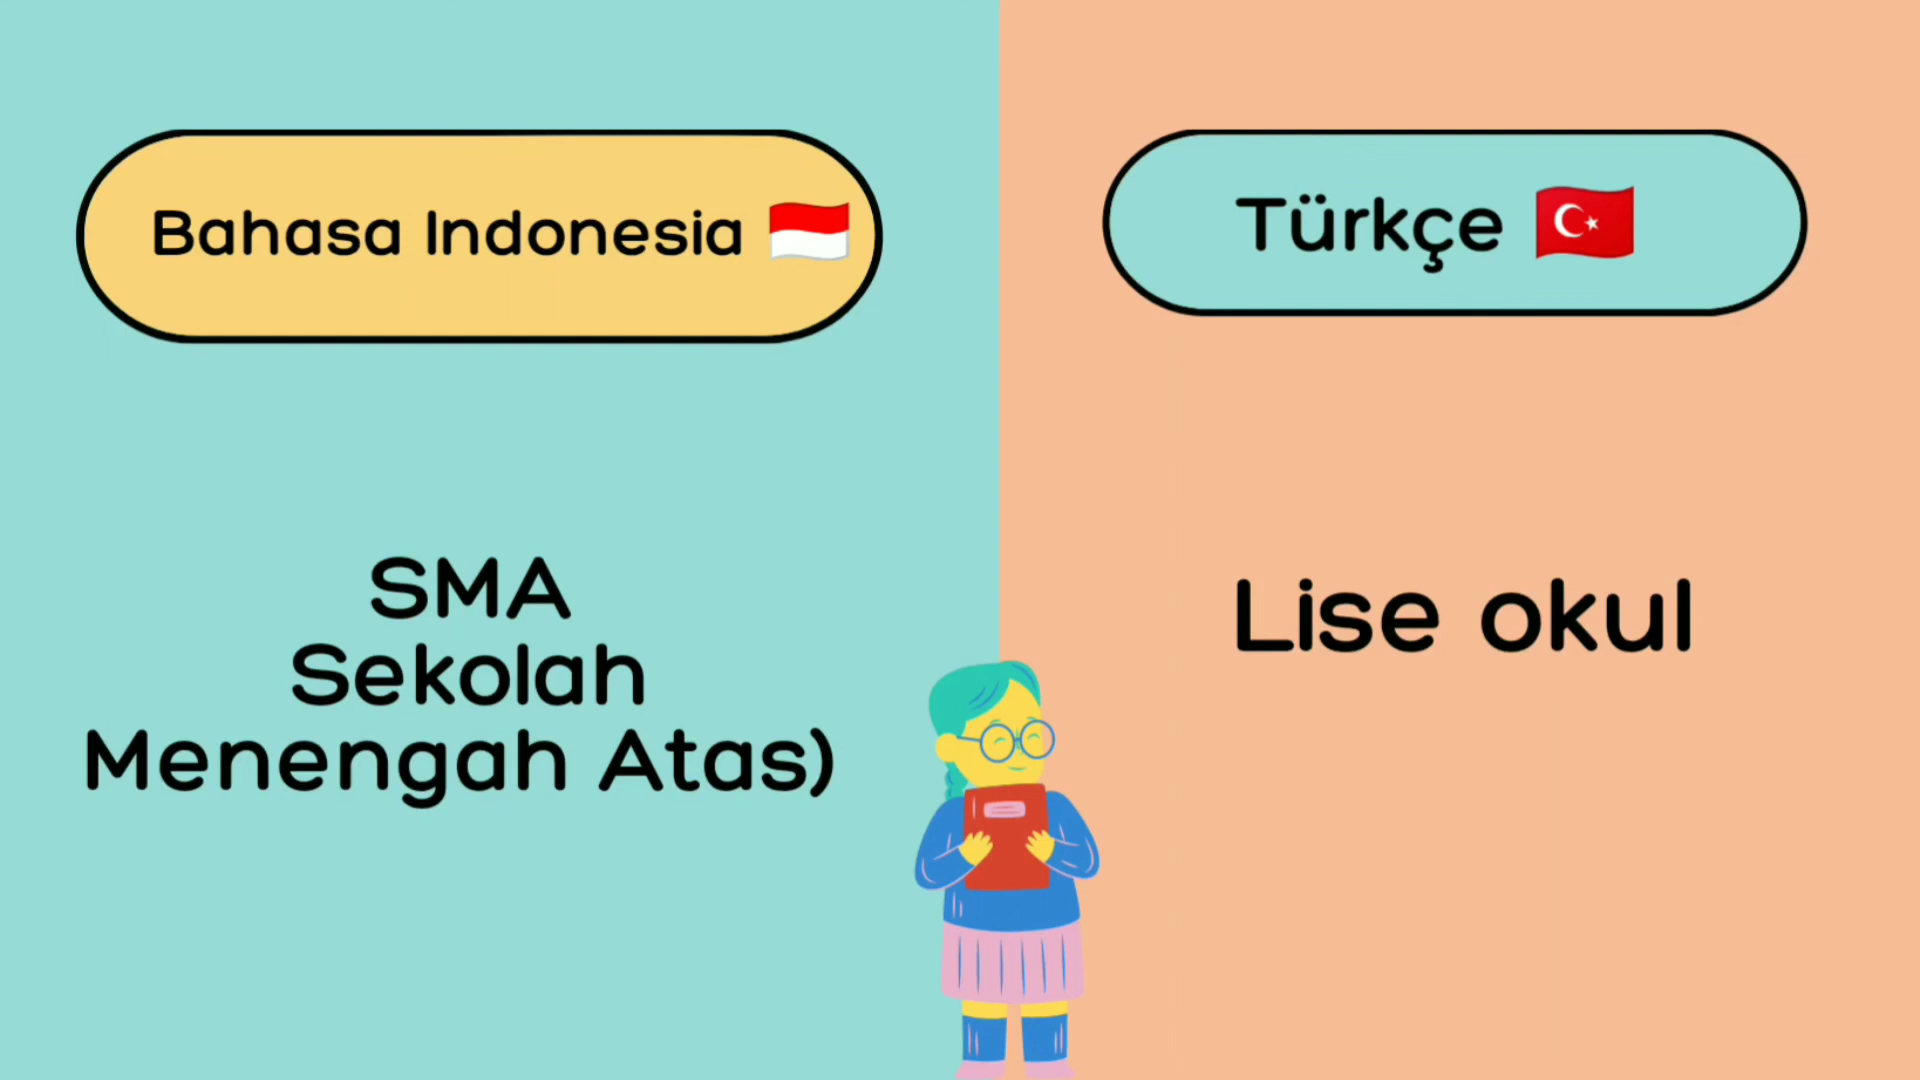 Bahasa Indonesia 🇮🇩
Türkçe 🇹🇷
SMA
Sekolah
Menengah Atas)
Lise okul